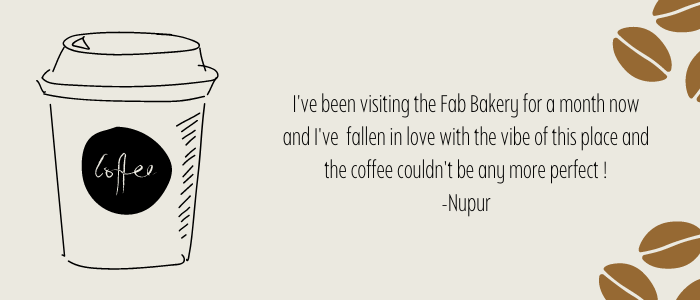 Coffee
I've been visiting the Fab Bakery for a month now
and I've fallen in love with the vibe of this place and
the coffee couldn't be any more perfect !
-Nupur